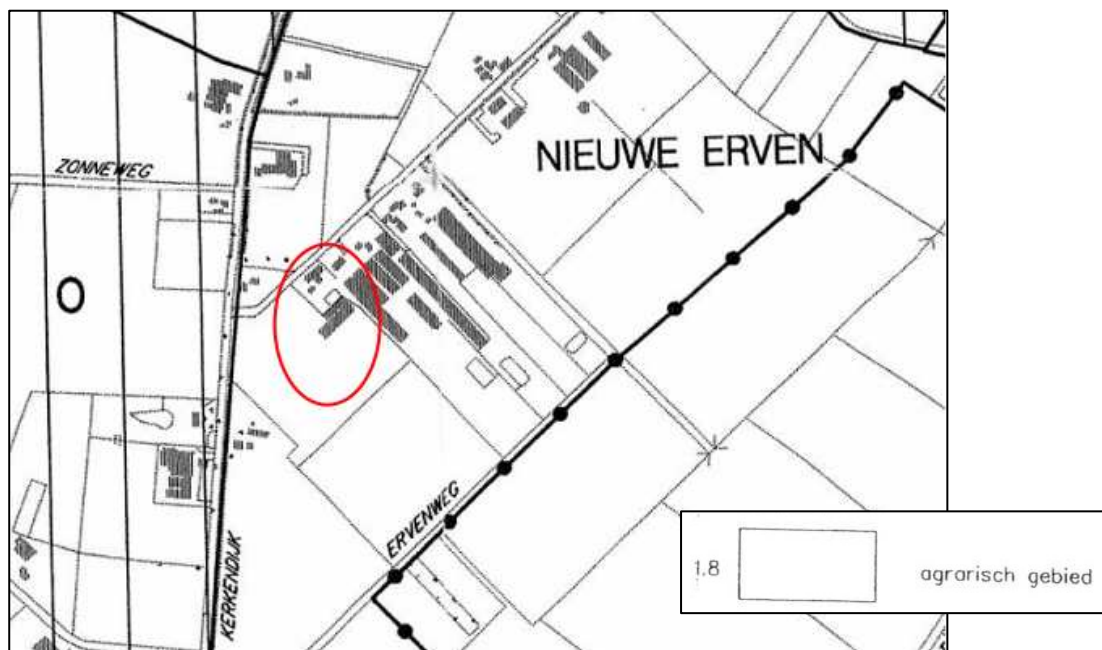 NIEUWE ERVEN
ZONNEWEG
O
ERVENWEG
KERKENDIJK
1.8 agrarisch gebied